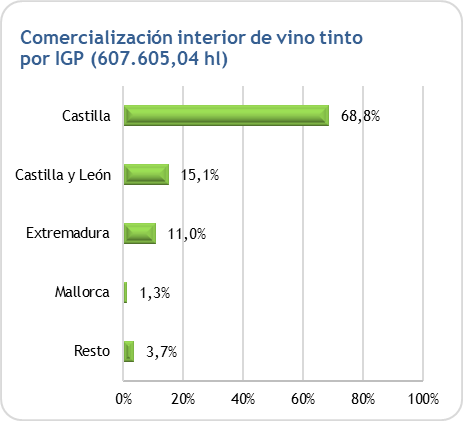 Comercialización interior de vino tinto
por IGP (607.605,04 hl)
Castilla 68,8%
Castilla y León 15,1%
Extremadura 11,0%
Mallorca 1,3%
Resto 3,7%
0% 20% 40% 60% 80% 100%